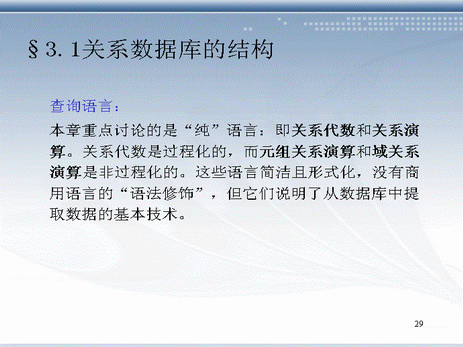 §3.1关系数据库的结构
查询语言：
本章重点讨论的是“纯”语言：即关系代数和关系演
算。关系代数是过程化的，而元组关系演算和域关系
演算是非过程化的。这些语言简洁且形式化，没有商
用语言的“语法修饰”，但它们说明了从数据库中提
取数据的基本技术。
29